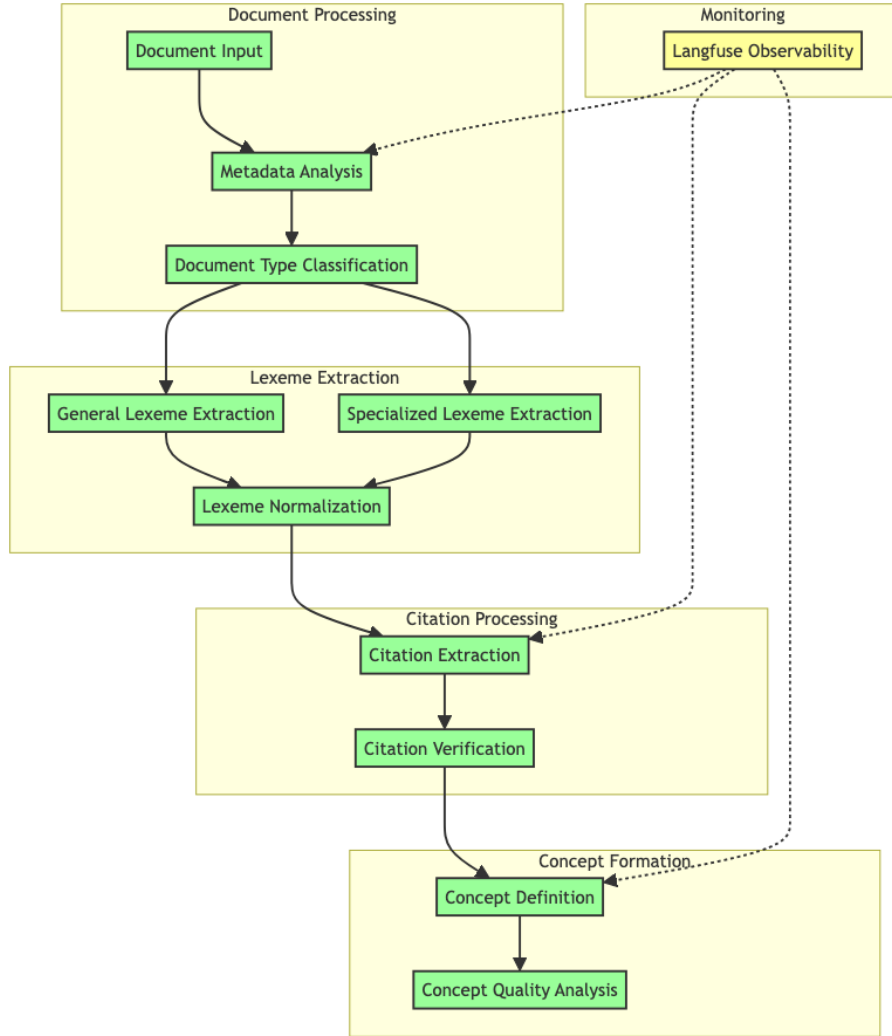 Document Processing
Document Input
Metadata Analysis
Document Type Classification
Monitoring
Langfuse Observability
Lexeme Extraction
General Lexeme Extraction
Specialized Lexeme Extraction
Lexeme Normalization
Citation Processing
Citation Extraction
Citation Verification
Concept Formation
Concept Definition
Concept Quality Analysis